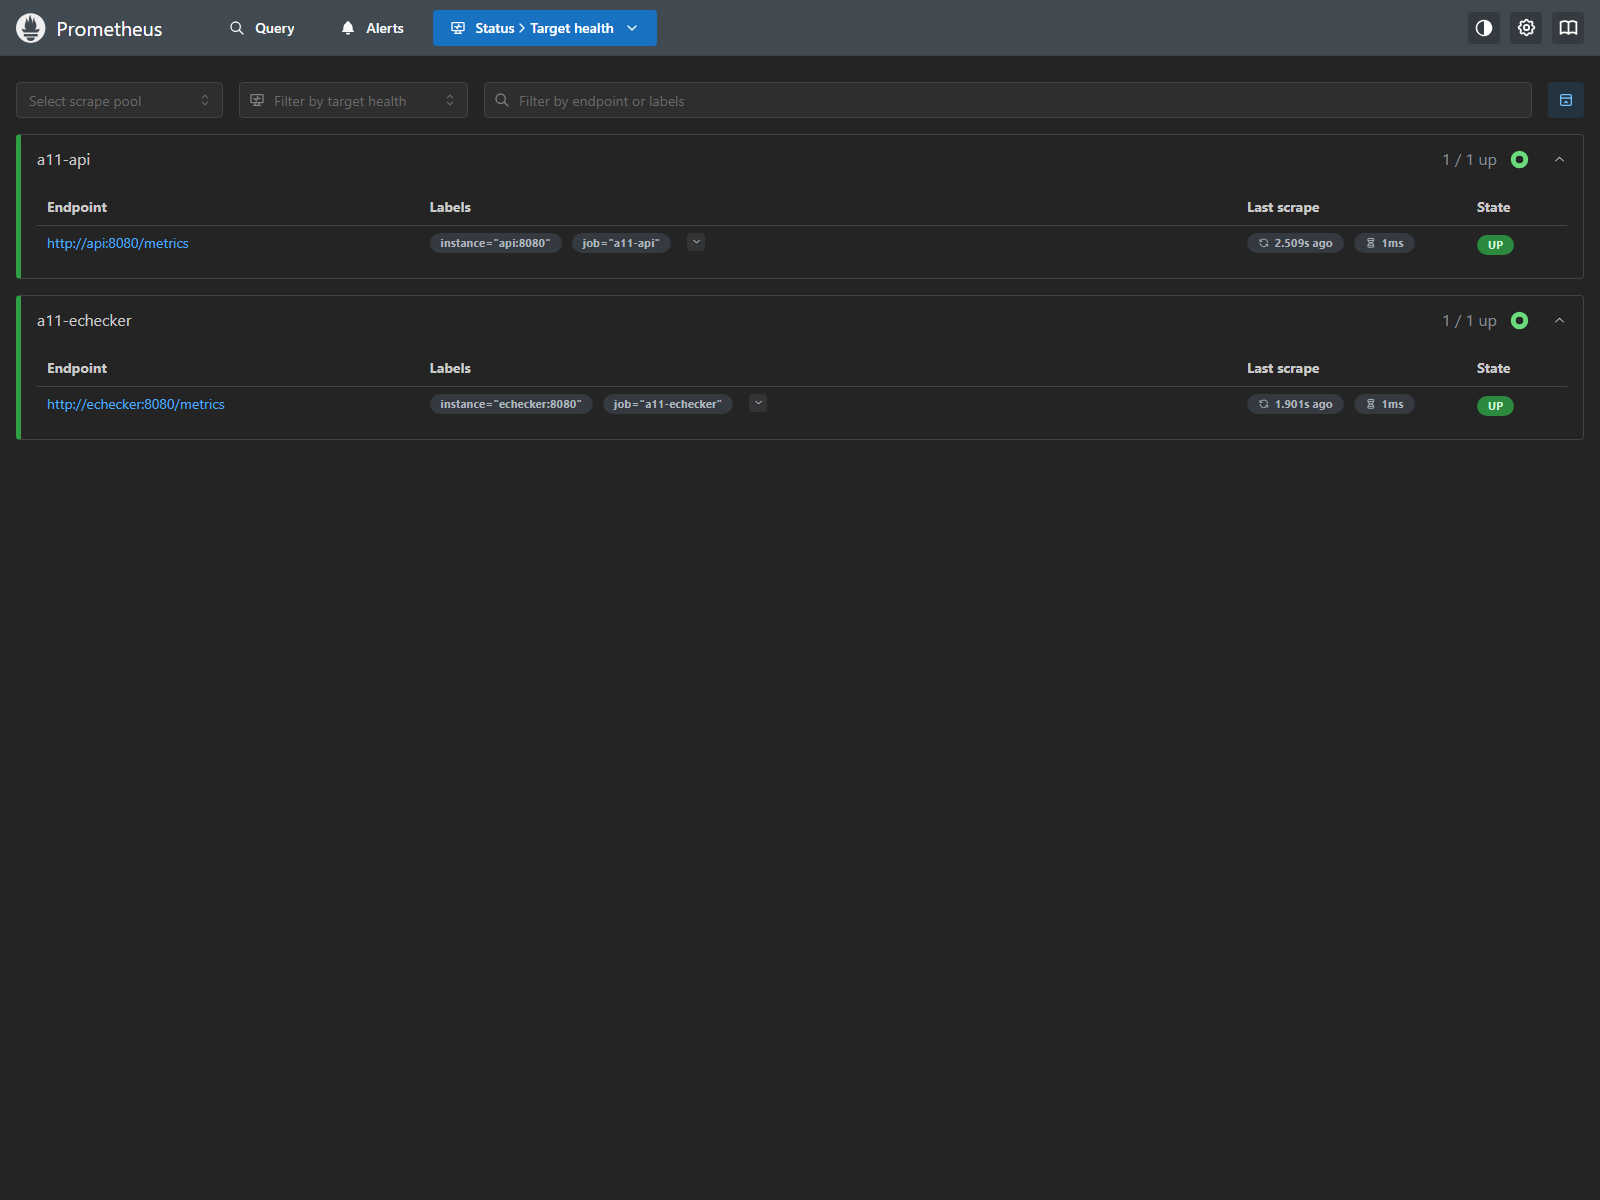 Prometheus Query Alerts Status > Target health
Select scrape pool Filter by target health Filter by endpoint or labels
a11-api 1 / 1 up
Endpoint Labels Last scrape State
http://api:8080/metrics instance="api:8080" job="a11-api" 2.509s ago 1ms UP
a11-echecker 1 / 1 up
Endpoint Labels Last scrape State
http://echecker:8080/metrics instance="echecker:8080" job="a11-echecker" 1.901s ago 1ms UP